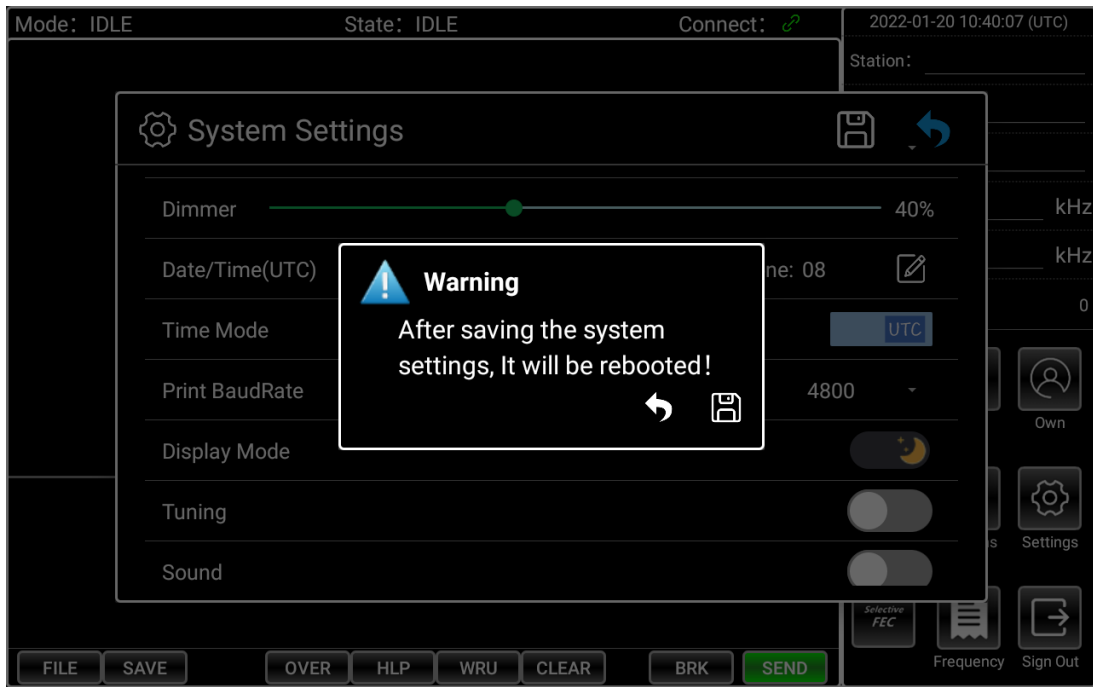 Mode: IDLE
State: IDLE
Connect:
2022-01-20 10:40:07 (UTC)
Station:
System Settings
kHz
kHz
0
Dimmer
40%
Date/Time(UTC)
ne: 08
Time Mode
UTC
Print BaudRate
4800
Display Mode
Tuning
Sound
Warning
After saving the system
settings, It will be rebooted!
Own
s
Settings
Selective
FEC
Frequency
Sign Out
FILE
SAVE
OVER
HLP
WRU
CLEAR
BRK
SEND